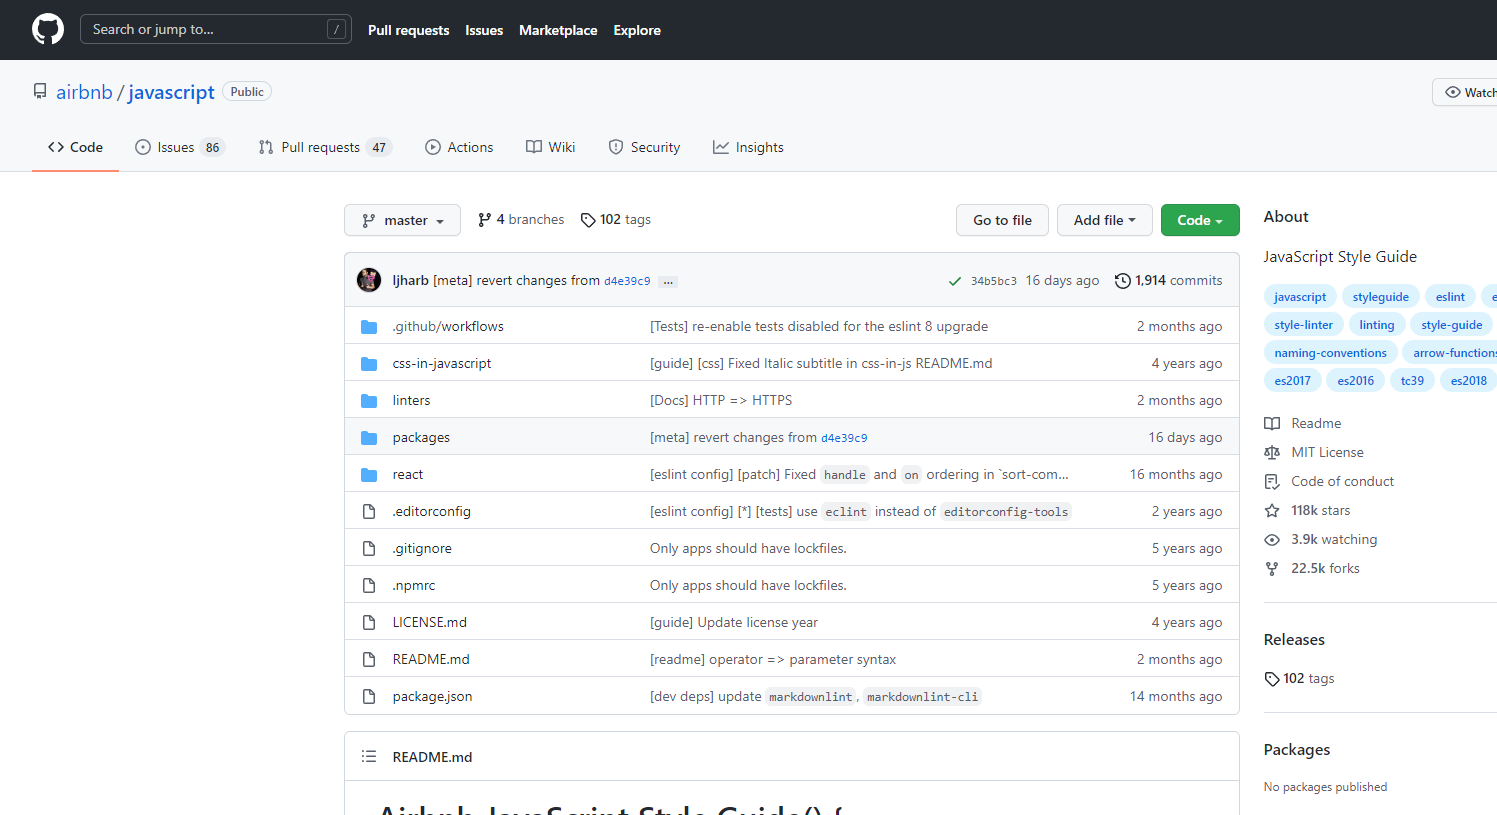 Search or jump to... / Pull requests Issues Marketplace Explore
airbnb / javascript Public Watch
Code Issues 86 Pull requests 47 Actions Wiki Security Insights
master 4 branches 102 tags Go to file Add file Code
ljharb [meta] revert changes from d4e39c9 ... 34b5bc3 16 days ago 1,914 commits
.github/workflows [Tests] re-enable tests disabled for the eslint 8 upgrade 2 months ago
css-in-javascript [guide] [css] Fixed Italic subtitle in css-in-js README.md 4 years ago
linters [Docs] HTTP => HTTPS 2 months ago
packages [meta] revert changes from d4e39c9 16 days ago
react [eslint config] [patch] Fixed handle and on ordering in `sort-com... 16 months ago
.editorconfig [eslint config] [*] [tests] use eclint instead of editorconfig-tools 2 years ago
.gitignore Only apps should have lockfiles. 5 years ago
.npmrc Only apps should have lockfiles. 5 years ago
LICENSE.md [guide] Update license year 4 years ago
README.md [readme] operator => parameter syntax 2 months ago
package.json [dev deps] update markdownlint, markdownlint-cli 14 months ago
README.md
Airbnb JavaScript Style Guide() {
About
JavaScript Style Guide
javascript styleguide eslint
style-linter linting style-guide
naming-conventions arrow-functions
es2017 es2016 tc39 es2018
Readme
MIT License
Code of conduct
118k stars
3.9k watching
22.5k forks
Releases
102 tags
Packages
No packages published